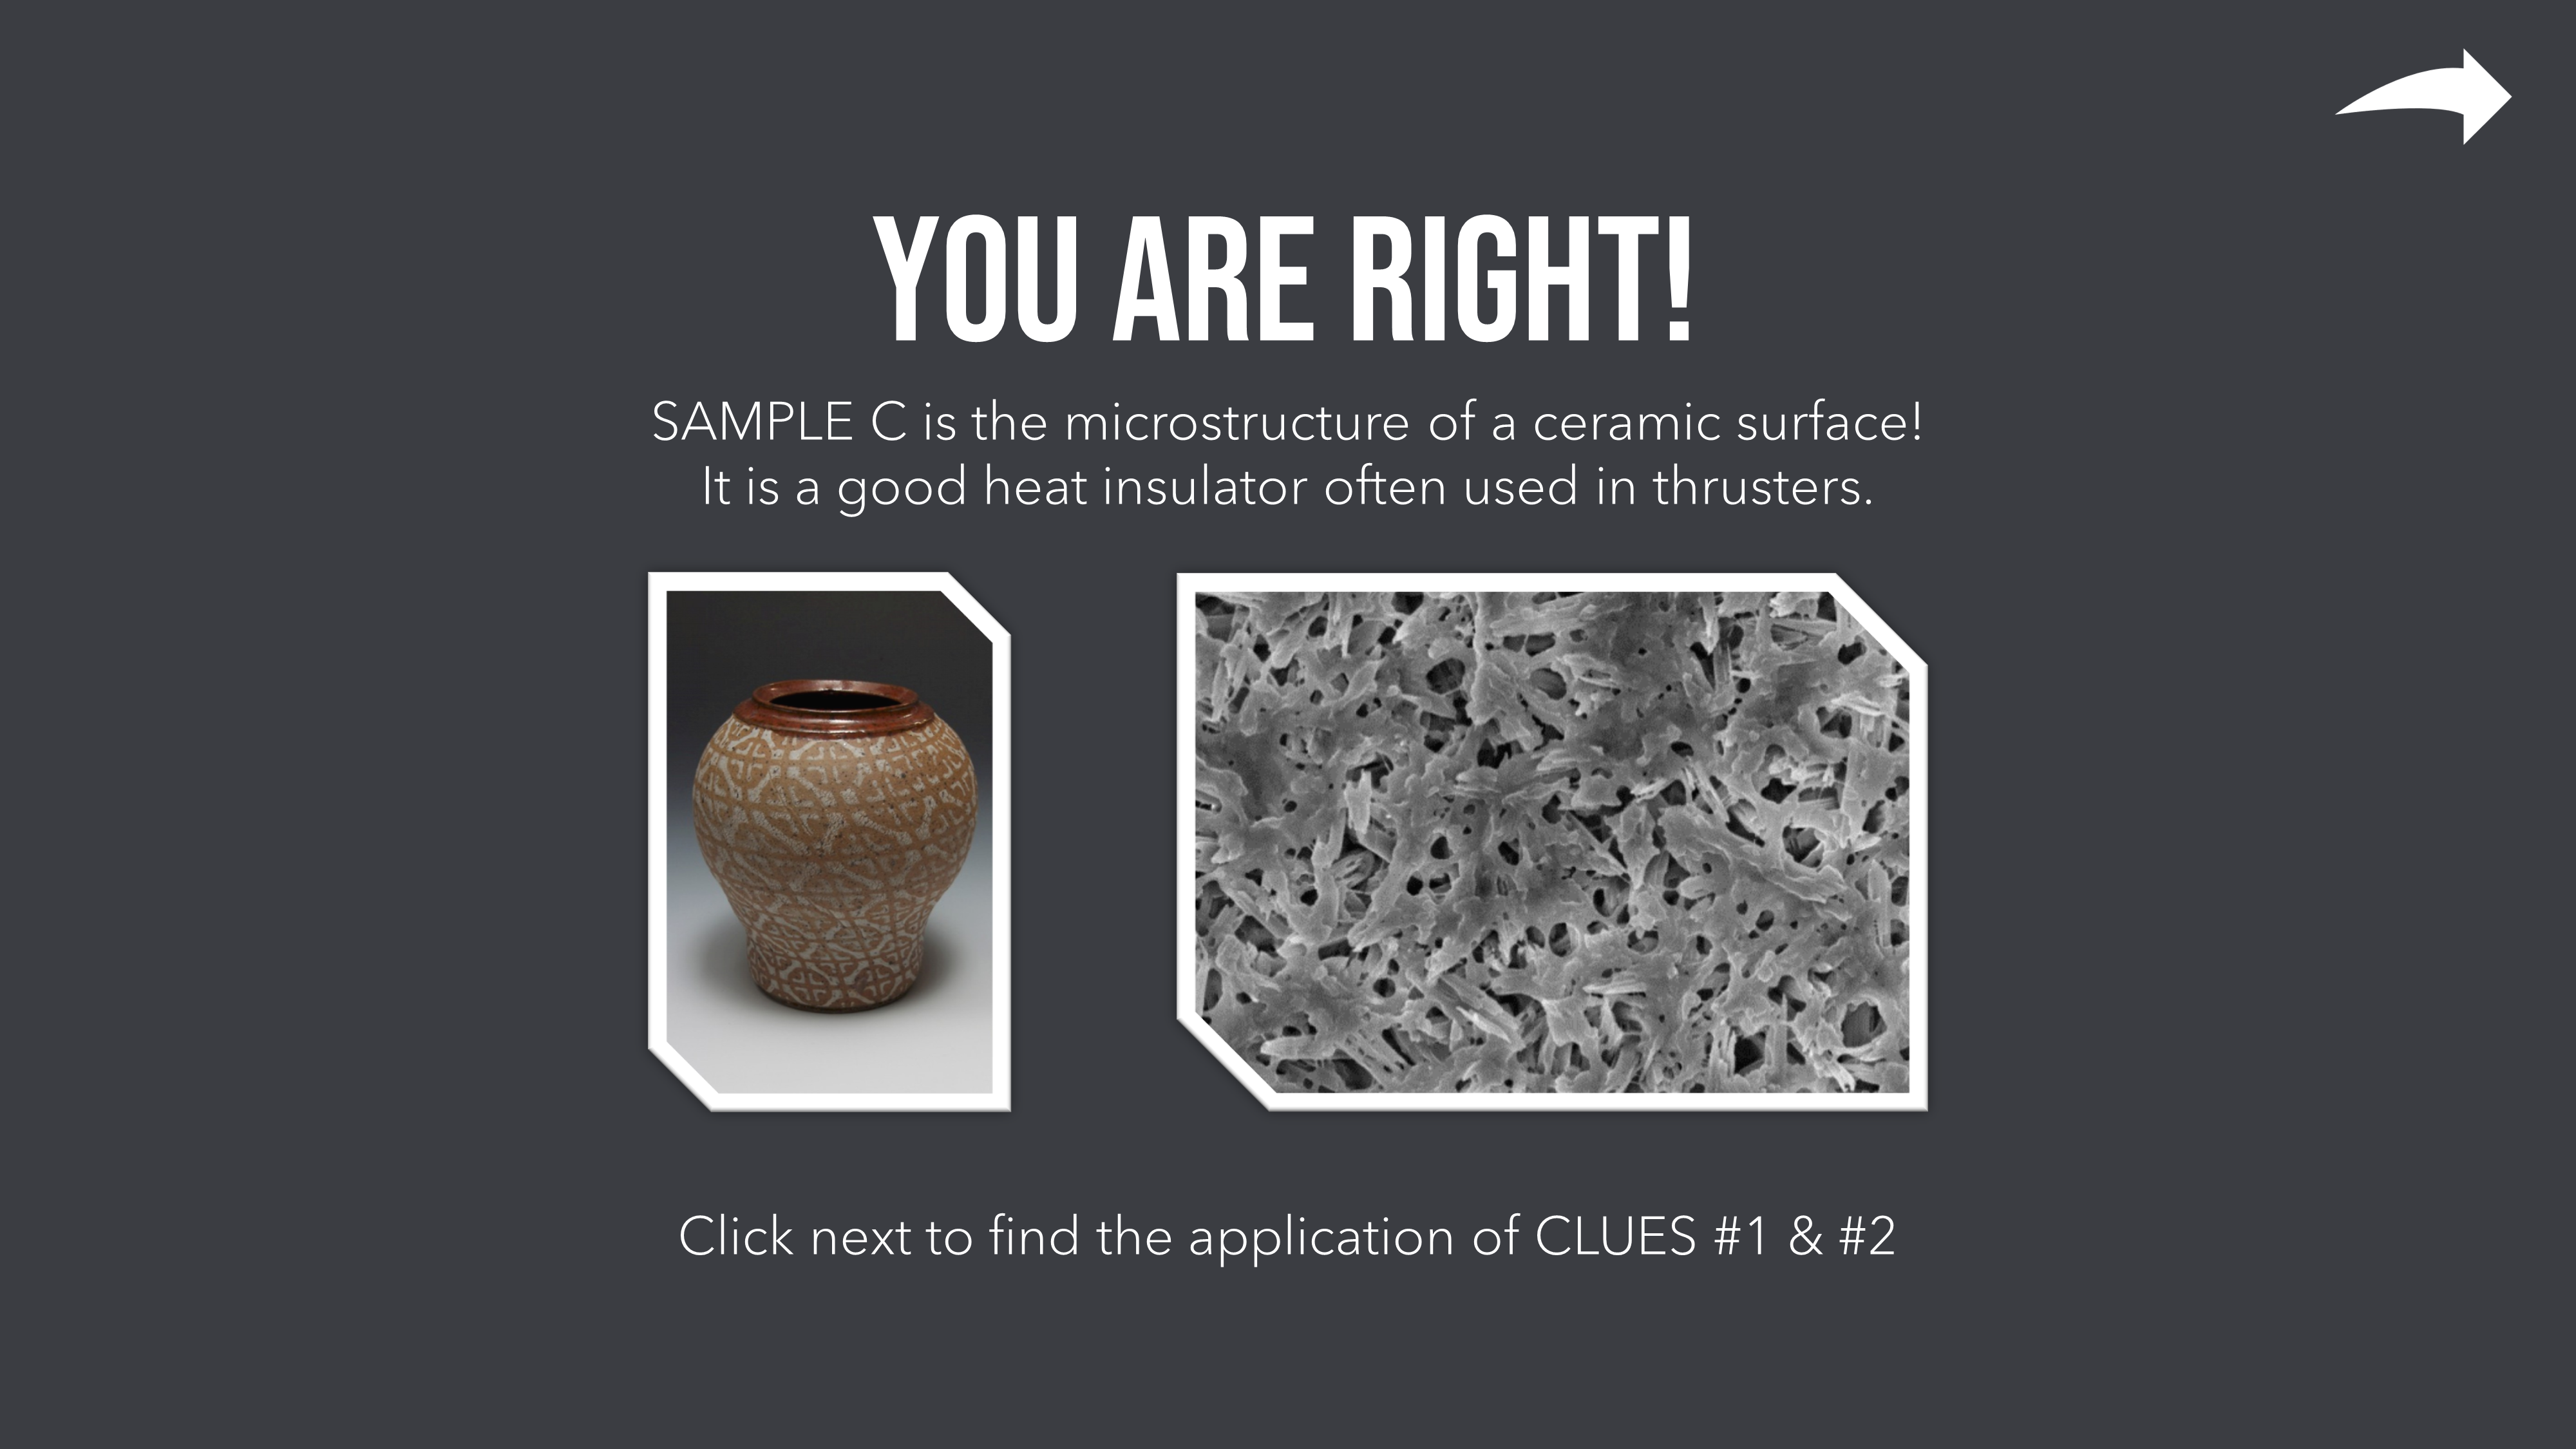 YOU ARE RIGHT!
SAMPLE C is the microstructure of a ceramic surface!
It is a good heat insulator often used in thrusters.
Click next to find the application of CLUES #1 & #2